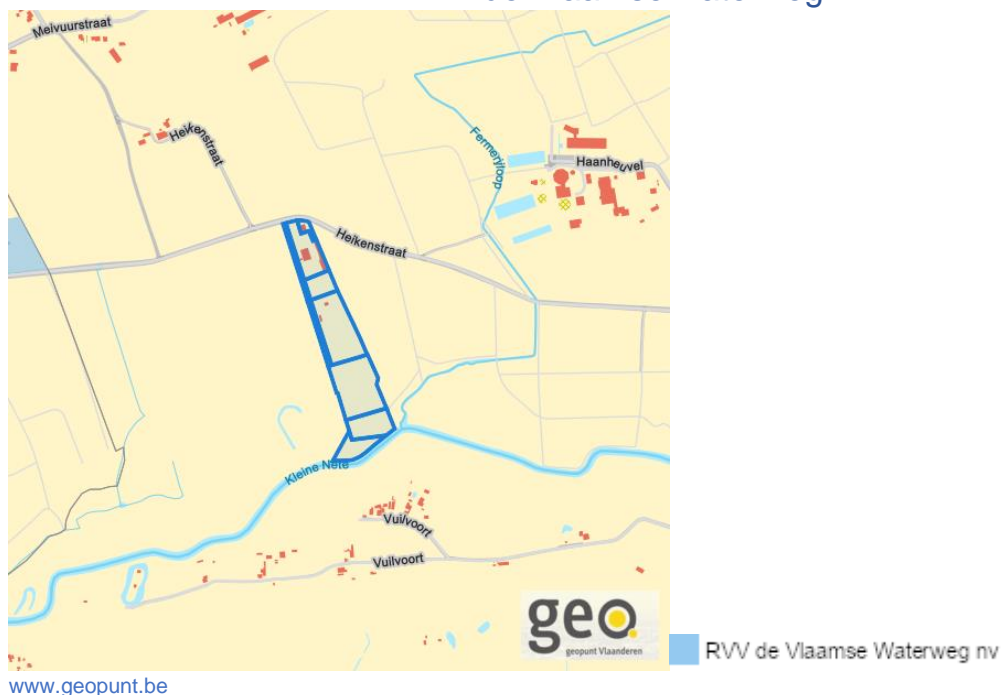 Melvuurstraat
Heikenstraat
Fermerijloop
Haanheuvel
Heikenstraat
Kleine Nete
Vuilvoort
Vuilvoort
geo.
geopunt Vlaanderen
RVV de Vlaamse Waterweg nv
www.geopunt.be